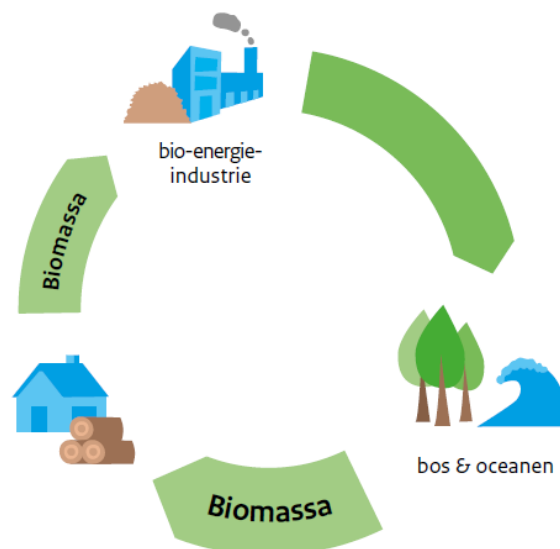 bio-energie-
industrie
Biomassa
bos & oceanen
Biomassa